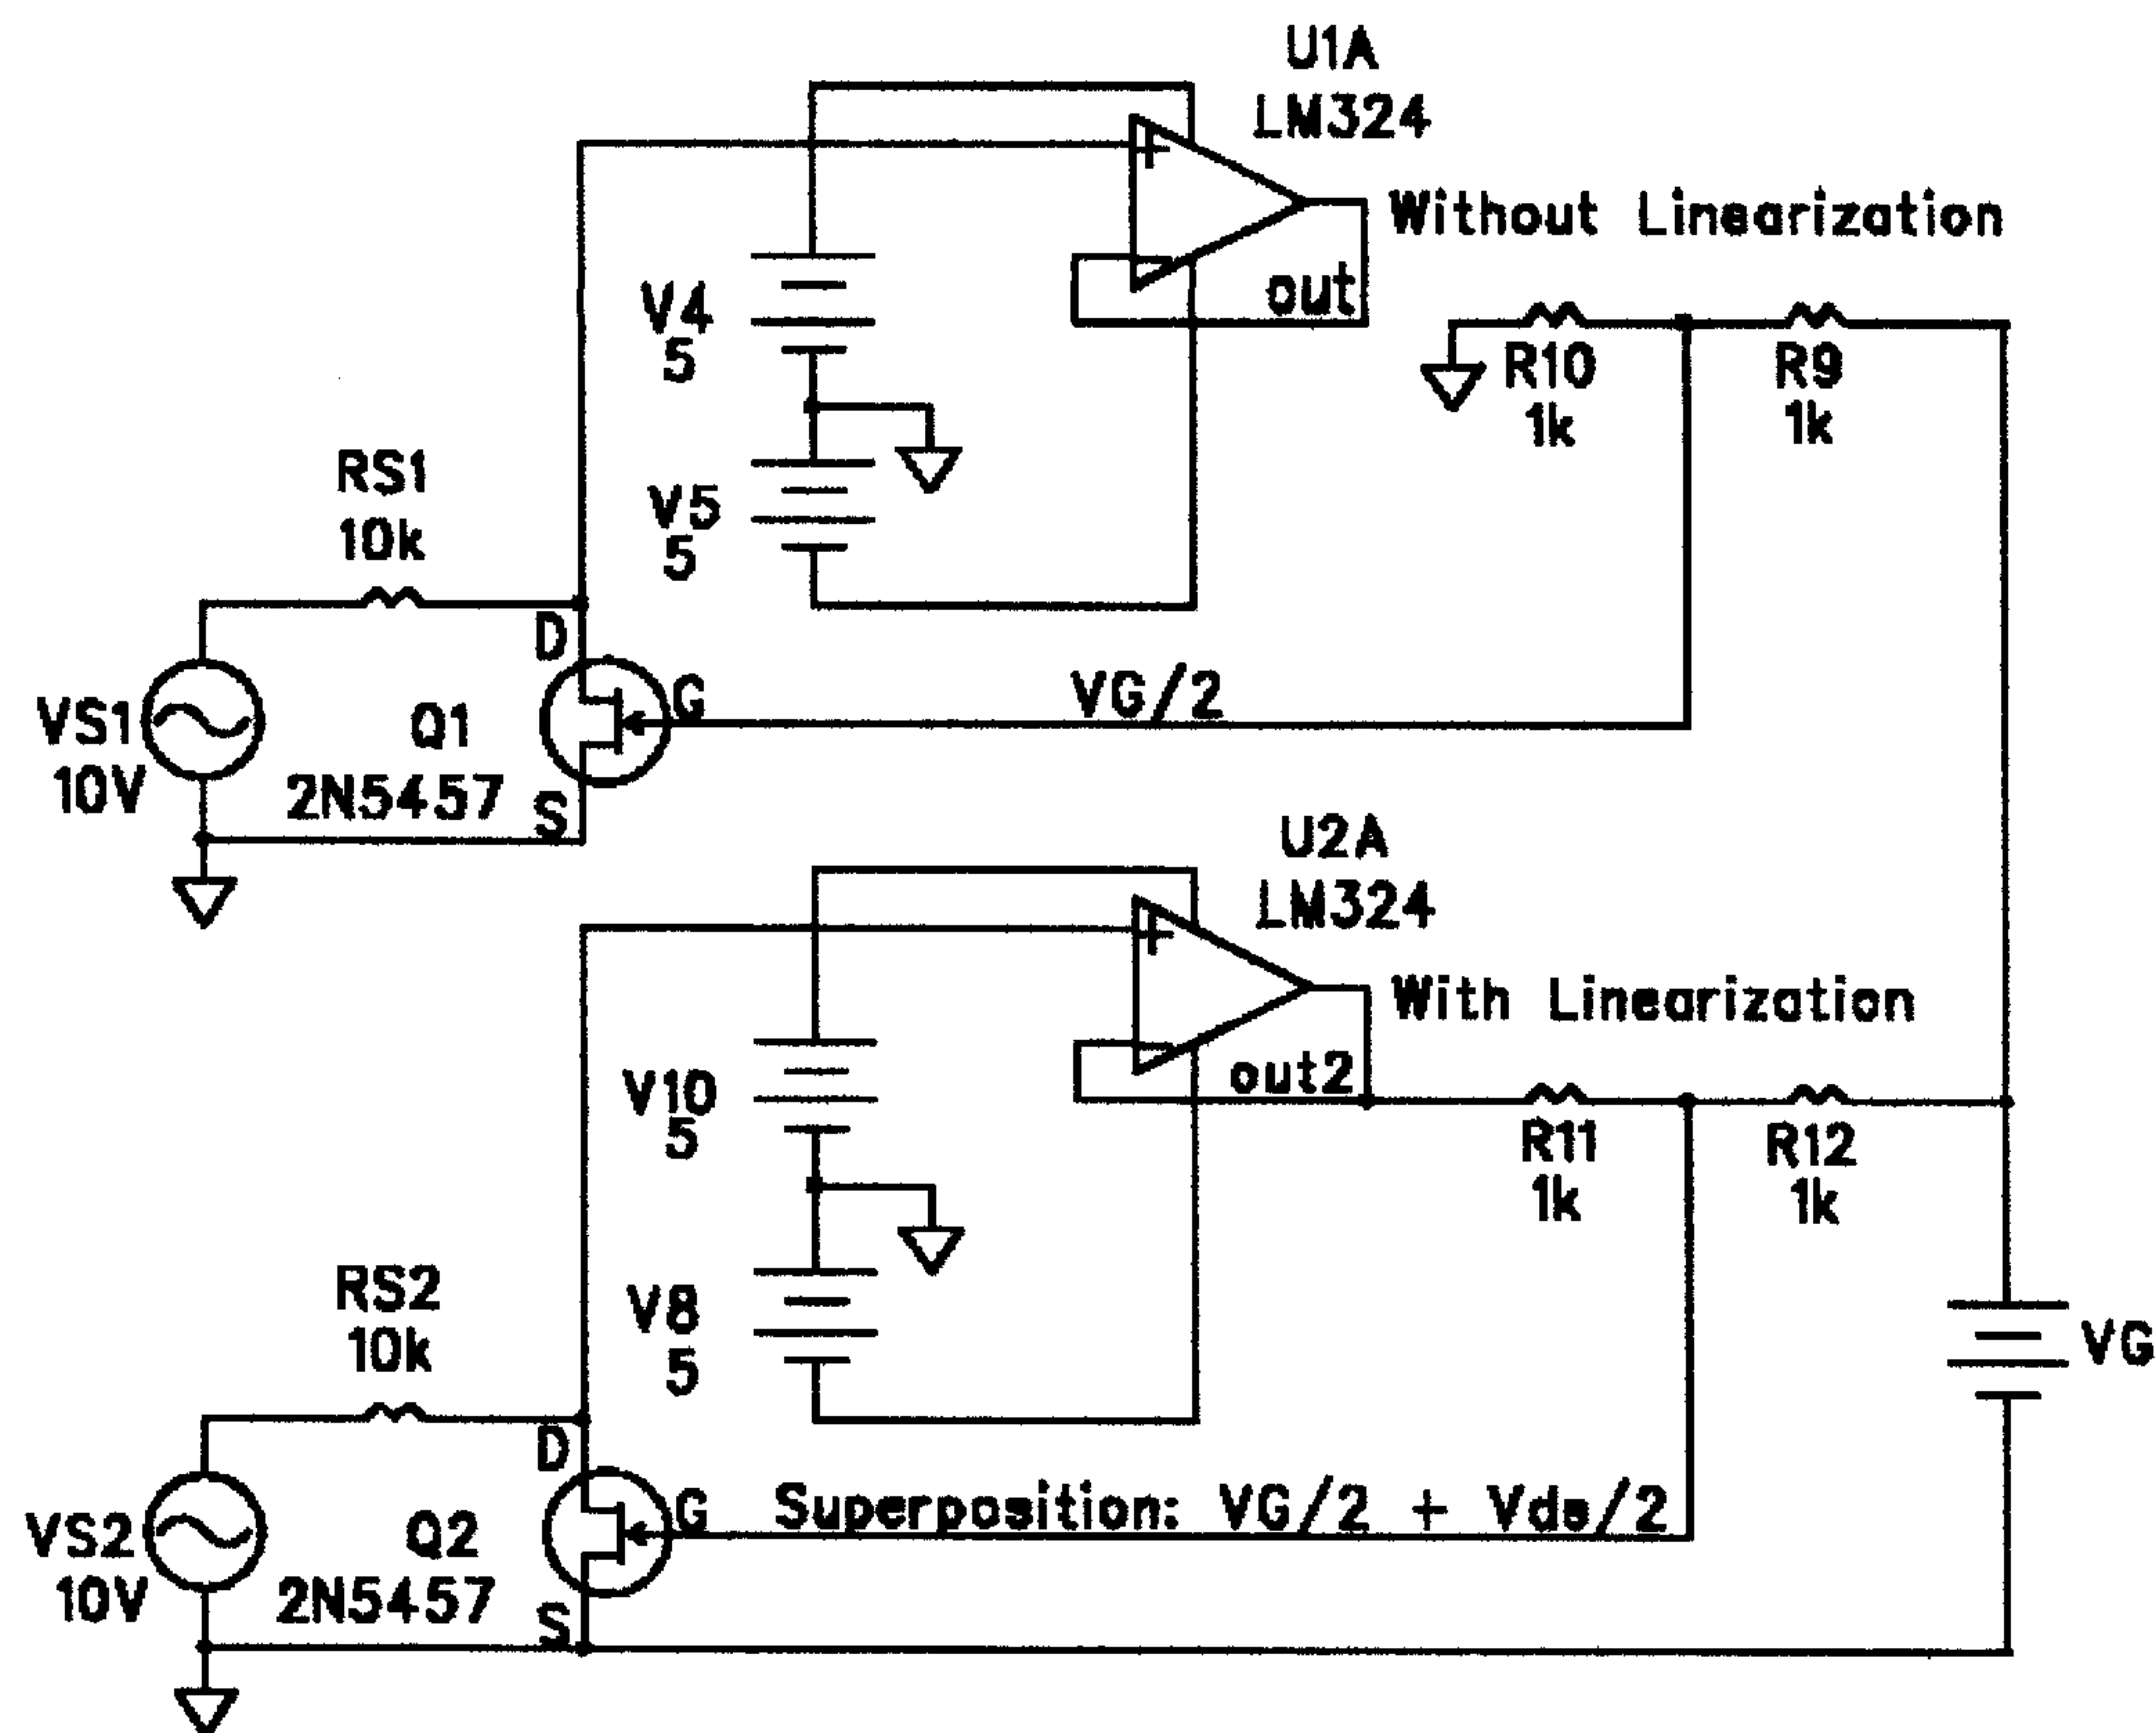 U1A
LM324
Without Linearization
out
V4
5
R10
1k
R9
1k
RS1
10k
V5
5
D
G
VG/2
VS1
10V
Q1
2N5457
S
U2A
LM324
With Linearization
out2
V10
5
R11
1k
R12
1k
RS2
10k
V8
5
VG
D
G
Superposition: VG/2 + Vds/2
VS2
10V
Q2
2N5457
S